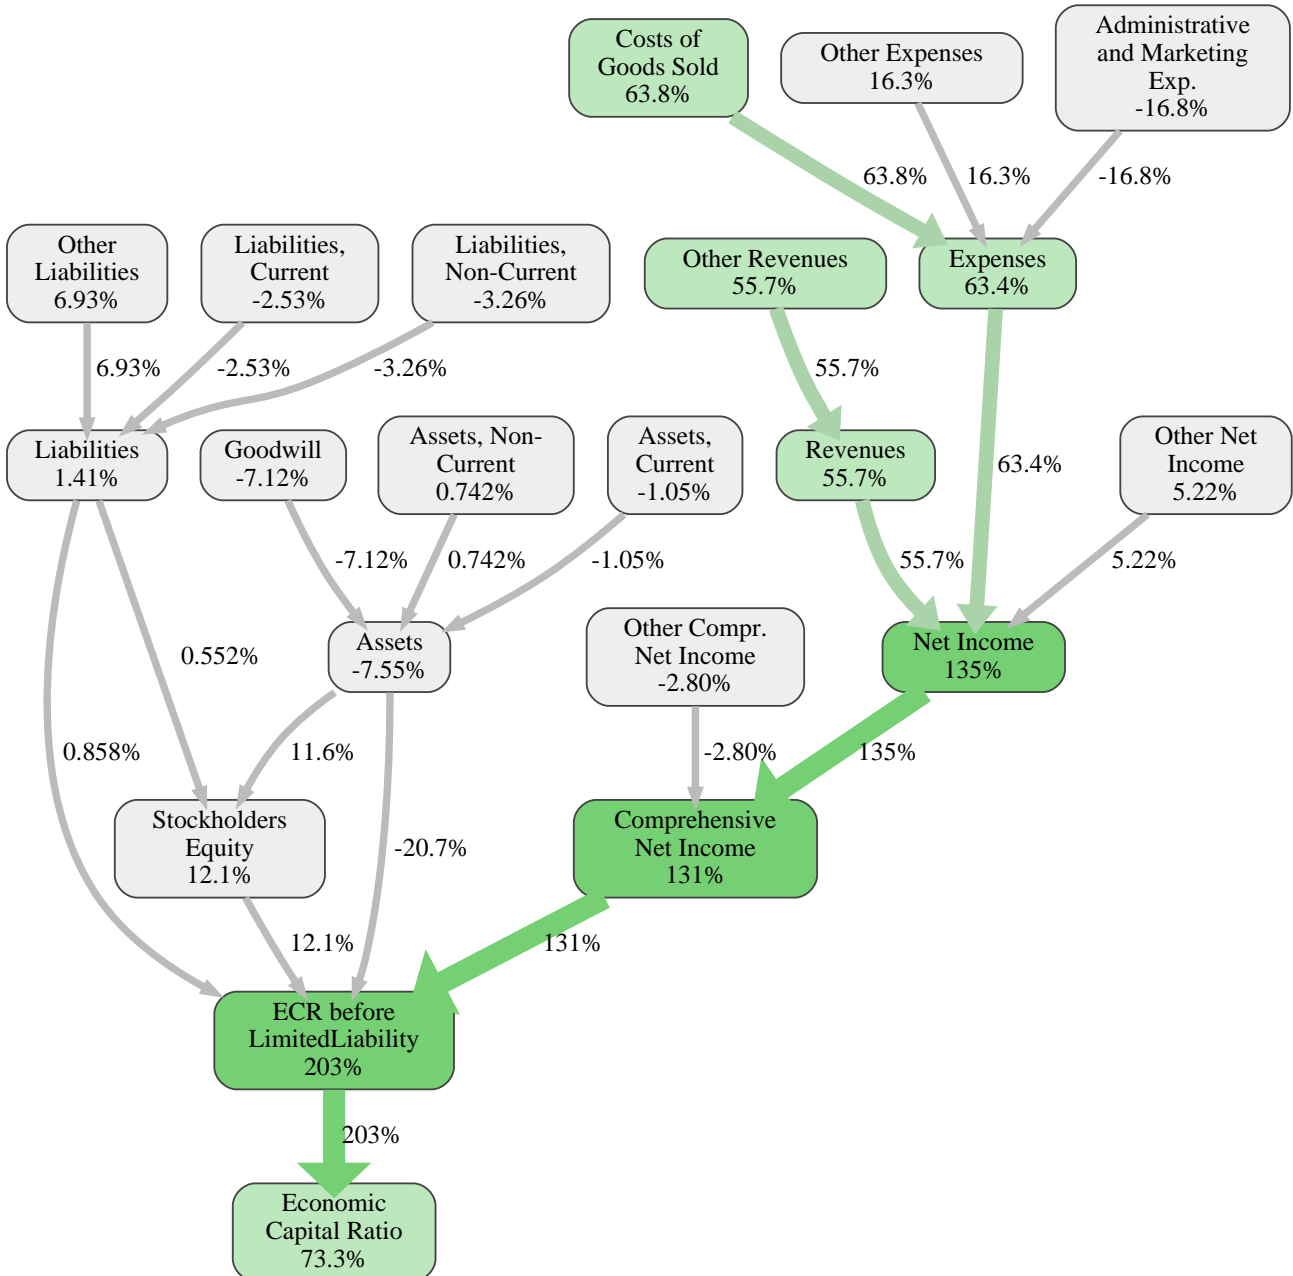 Costs of
Goods Sold
63.8%
Other Expenses
16.3%
Administrative
and Marketing
Exp.
-16.8%
63.8%
16.3%
-16.8%
Other
Liabilities
6.93%
Liabilities,
Current
-2.53%
Liabilities,
Non-Current
-3.26%
Other Revenues
55.7%
Expenses
63.4%
6.93%
-2.53%
-3.26%
55.7%
Liabilities
1.41%
Goodwill
-7.12%
Assets, Non-
Current
0.742%
Assets,
Current
-1.05%
Revenues
55.7%
63.4%
Other Net
Income
5.22%
-7.12%
0.742%
-1.05%
55.7%
5.22%
0.552%
Assets
-7.55%
Other Compr.
Net Income
-2.80%
Net Income
135%
0.858%
11.6%
-2.80%
135%
Stockholders
Equity
12.1%
-20.7%
Comprehensive
Net Income
131%
12.1%
131%
ECR before
LimitedLiability
203%
203%
Economic
Capital Ratio
73.3%